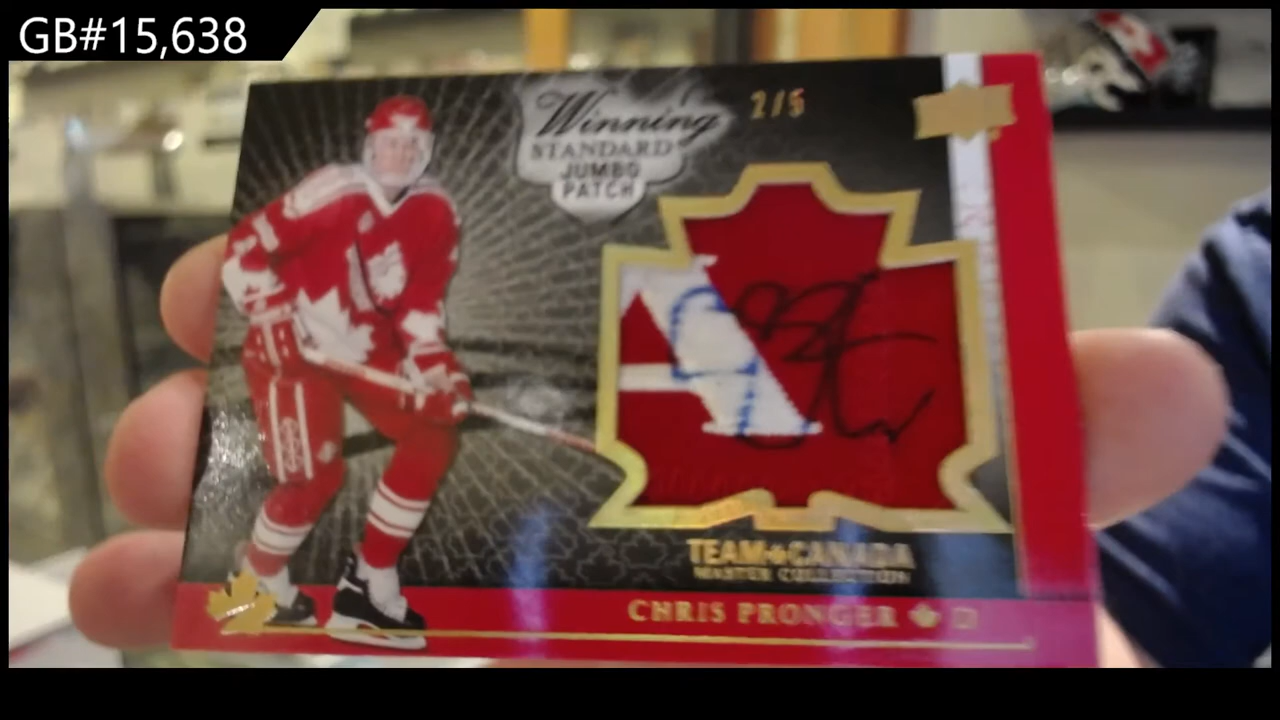 GB#15,638
Winning
STANDARD
JUMBO
PATCH
2/5
TEAM CANADA
MASTER COLLECTION
CHRIS PRONGER D